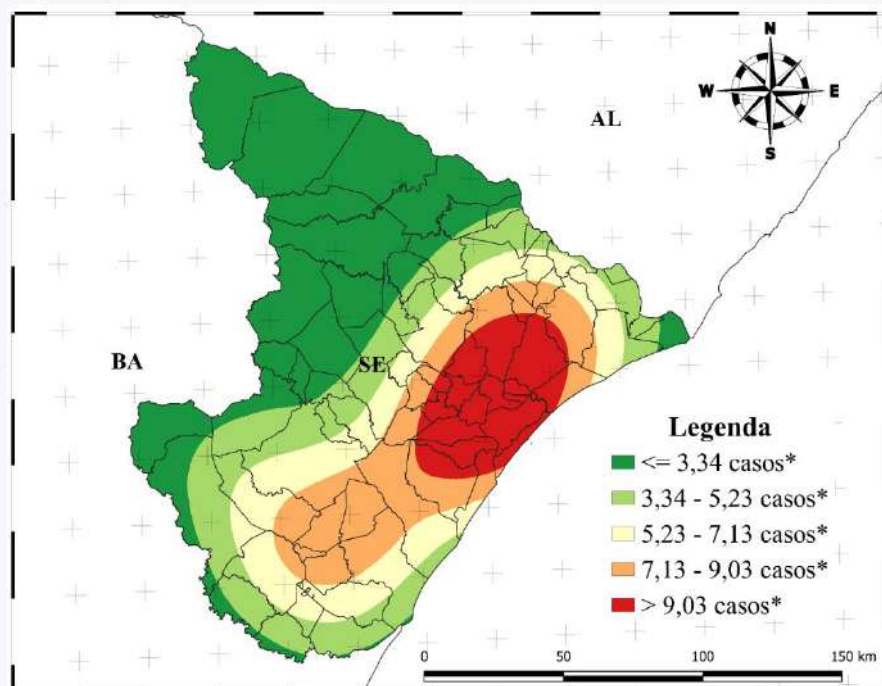 N
W
E
S
AL
BA
SE
Legenda
<= 3,34 casos*
3,34 - 5,23 casos*
5,23 - 7,13 casos*
7,13 - 9,03 casos*
> 9,03 casos*
0 50 100 150 km